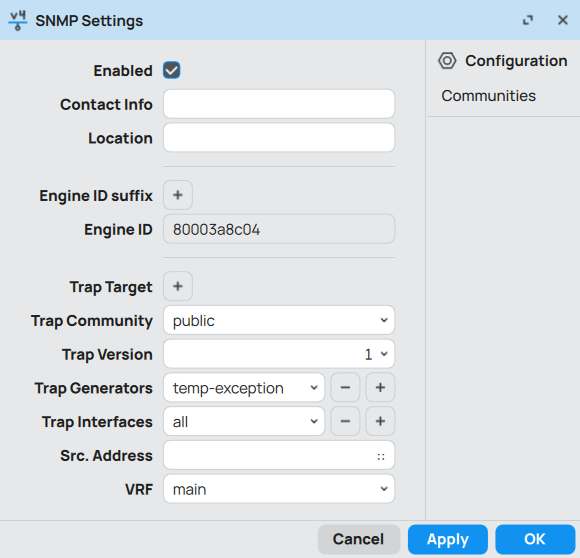 v4
SNMP Settings
Enabled
Contact Info
Location
Engine ID suffix
Engine ID 80003a8c04
Trap Target
Trap Community public
Trap Version 1
Trap Generators temp-exception
Trap Interfaces all
Src. Address ::
VRF main
Configuration
Communities
Cancel Apply OK